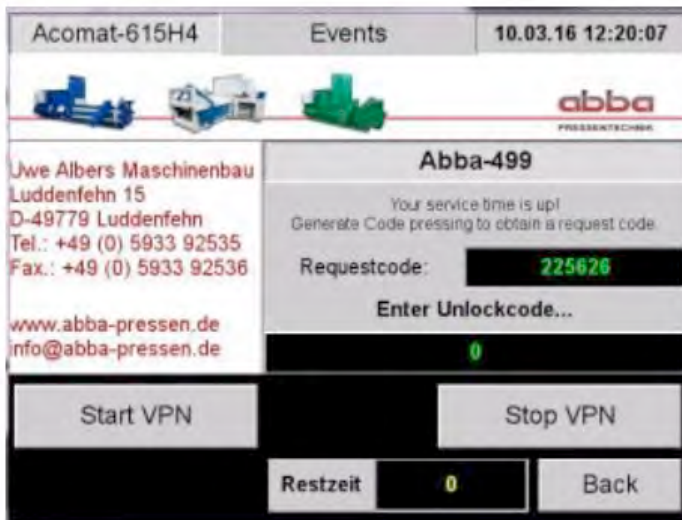 Acomat-615H4
Events
10.03.16 12:20:07
abba
PRESSENTECHNIK
Uwe Albers Maschinenbau
Luddenfehn 15
D-49779 Luddenfehn
Tel.: +49 (0) 5933 92535
Fax.: +49 (0) 5933 92536
www.abba-pressen.de
info@abba-pressen.de
Abba-499
Your service time is up!
Generate Code pressing to obtain a request code.
Requestcode:
225626
Enter Unlockcode...
0
Start VPN
Stop VPN
Restzeit
0
Back